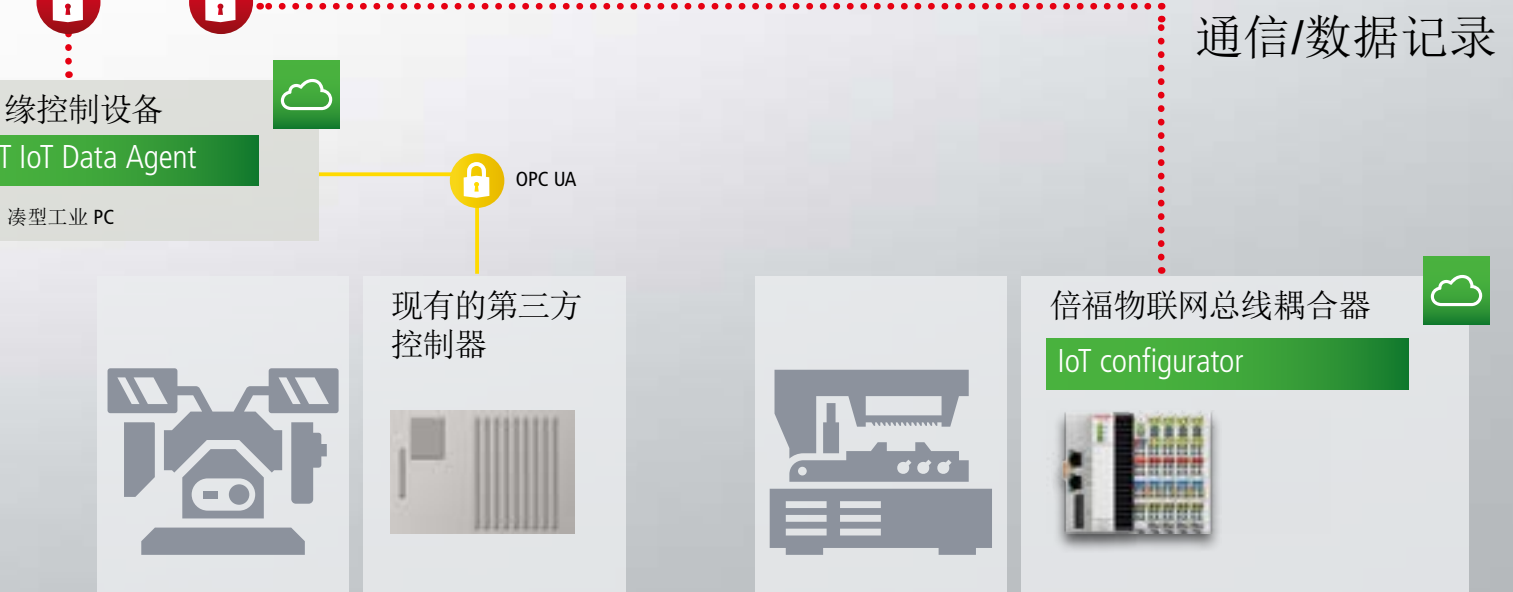 通信/数据记录
缘控制设备
T IoT Data Agent
凑型工业 PC
OPC UA
现有的第三方
控制器
倍福物联网总线耦合器
IoT configurator